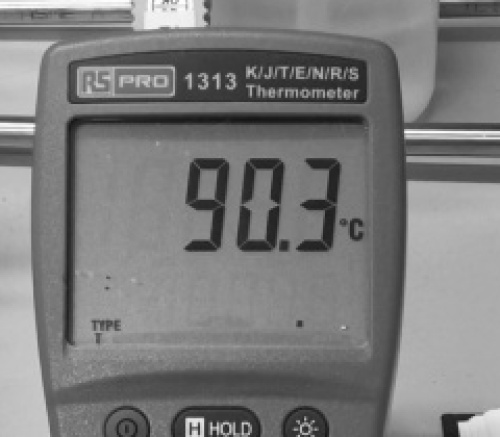 RS PRO 1313 K/J/T/E/N/R/S
Thermometer
90.3 °C
TYPE
T
H HOLD